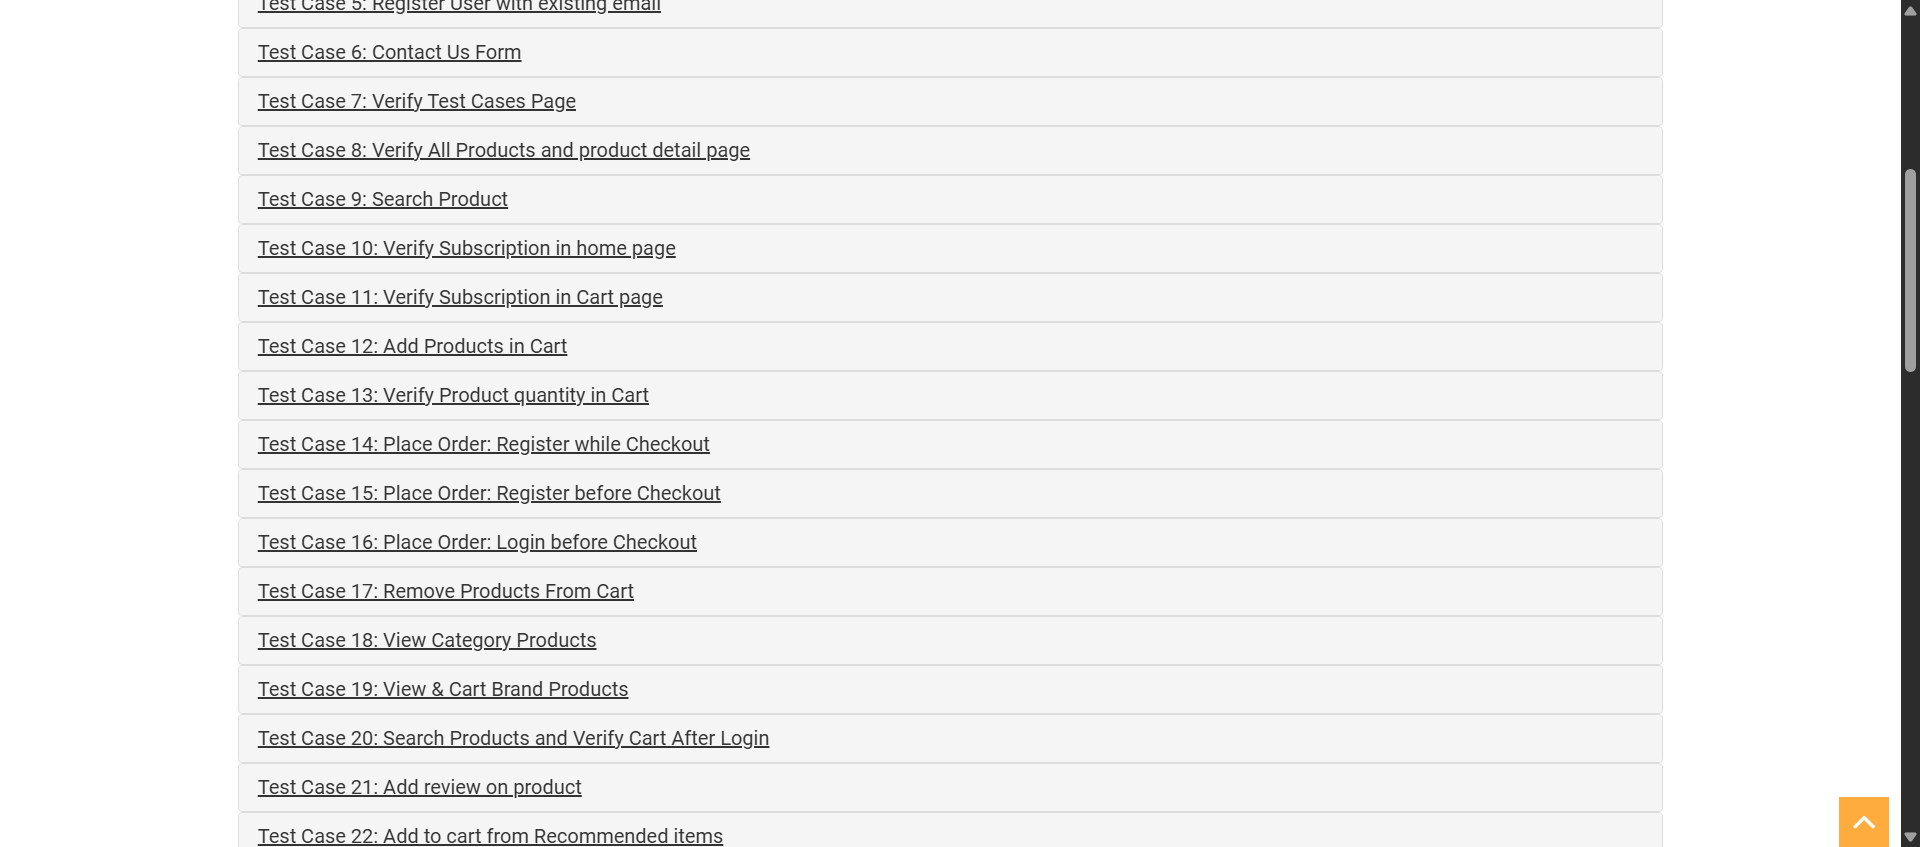 Test Case 5: Register User with existing email
Test Case 6: Contact Us Form
Test Case 7: Verify Test Cases Page
Test Case 8: Verify All Products and product detail page
Test Case 9: Search Product
Test Case 10: Verify Subscription in home page
Test Case 11: Verify Subscription in Cart page
Test Case 12: Add Products in Cart
Test Case 13: Verify Product quantity in Cart
Test Case 14: Place Order: Register while Checkout
Test Case 15: Place Order: Register before Checkout
Test Case 16: Place Order: Login before Checkout
Test Case 17: Remove Products From Cart
Test Case 18: View Category Products
Test Case 19: View & Cart Brand Products
Test Case 20: Search Products and Verify Cart After Login
Test Case 21: Add review on product
Test Case 22: Add to cart from Recommended items